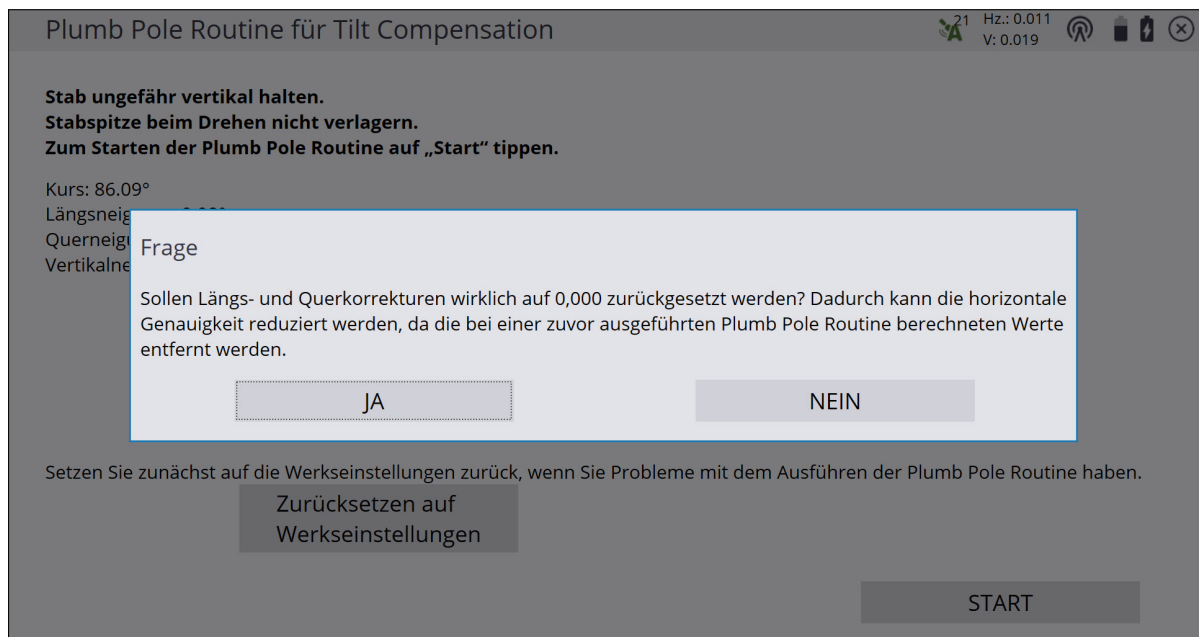 Plumb Pole Routine für Tilt Compensation
21
Hz.: 0.011
V: 0.019
Stab ungefähr vertikal halten.
Stabspitze beim Drehen nicht verlagern.
Zum Starten der Plumb Pole Routine auf „Start“ tippen.
Kurs: 86.09°
Frage
Sollen Längs- und Querkorrekturen wirklich auf 0,000 zurückgesetzt werden? Dadurch kann die horizontale
Genauigkeit reduziert werden, da die bei einer zuvor ausgeführten Plumb Pole Routine berechneten Werte
entfernt werden.
JA
NEIN
Setzen Sie zunächst auf die Werkseinstellungen zurück, wenn Sie Probleme mit dem Ausführen der Plumb Pole Routine haben.
Zurücksetzen auf
Werkseinstellungen
START